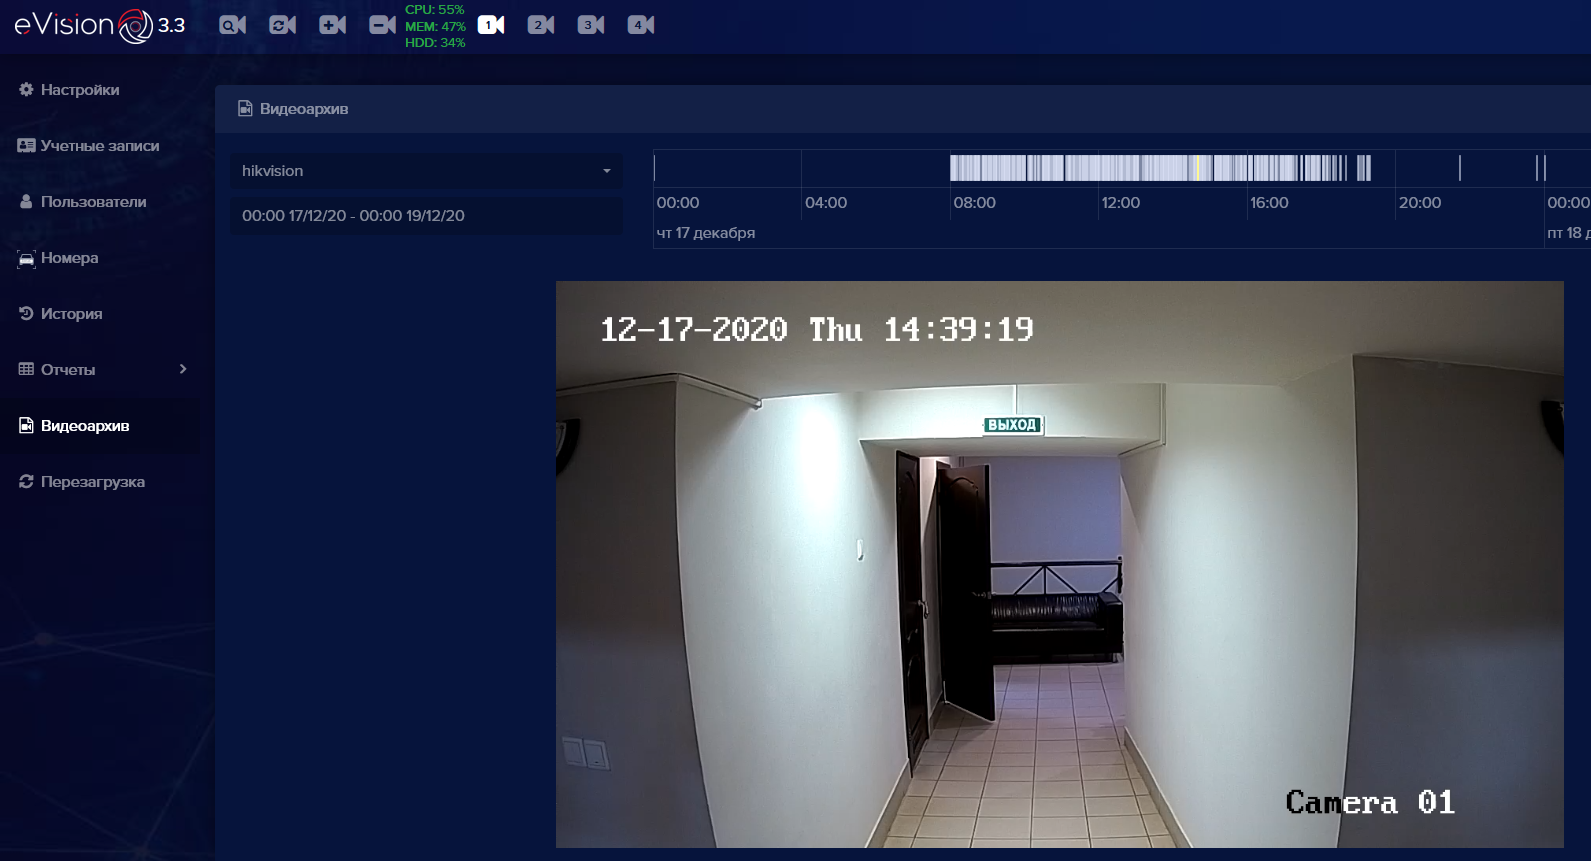 eVision 3.3
CPU: 55%
MEM: 47%
HDD: 34%
1 2 3 4
Настройки
Учетные записи
Пользователи
Номера
История
Отчеты
Видеоархив
Перезагрузка
Видеоархив
hikvision
00:00 17/12/20 - 00:00 19/12/20
00:00 04:00 08:00 12:00 16:00 20:00 00:00
чт 17 декабря пт 18
12-17-2020 Thu 14:39:19
ВЫХОД
Camera 01